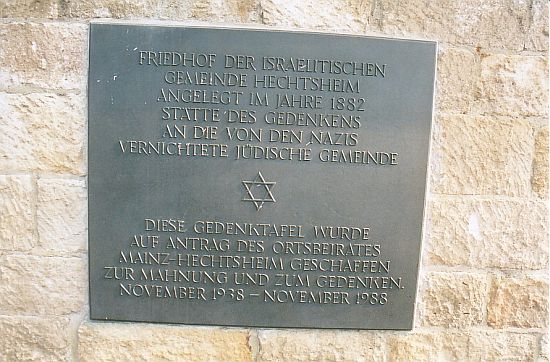 FRIEDHOF DER ISRAELITISCHEN
GEMEINDE HECHTSHEIM
ANGELEGT IM JAHRE 1882
STÄTTE DES GEDENKENS
AN DIE VON DEN NAZIS
VERNICHTETE JÜDISCHE GEMEINDE
DIESE GEDENKTAFEL WURDE
AUF ANTRAG DES ORTSBEIRATES
MAINZ-HECHTSHEIM GESCHAFFEN
ZUR MAHNUNG UND ZUM GEDENKEN.
NOVEMBER 1938 – NOVEMBER 1988